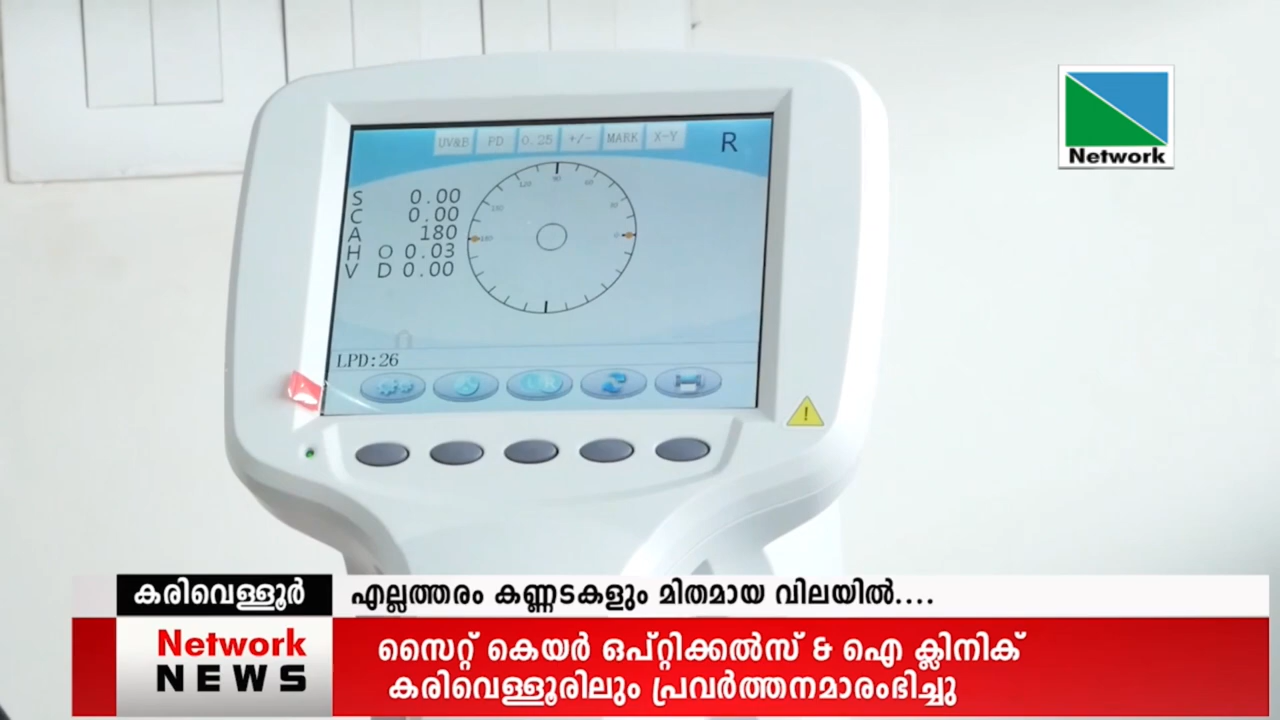 UV&B PD 0.25 +/- MARK X-Y R
S 0.00
C 0.00
A 180
H O 0.03
V D 0.00
LPD:26
Network
കരിവെള്ളൂർ
എല്ലത്തരം കണ്ണടകളും മിതമായ വിലയിൽ....
Network
NEWS
സൈറ്റ് കെയർ ഒപ്റ്റിക്കൽസ് & ഐ ക്ലിനിക്
കരിവെള്ളൂരിലും പ്രവർത്തനമാരംഭിച്ചു